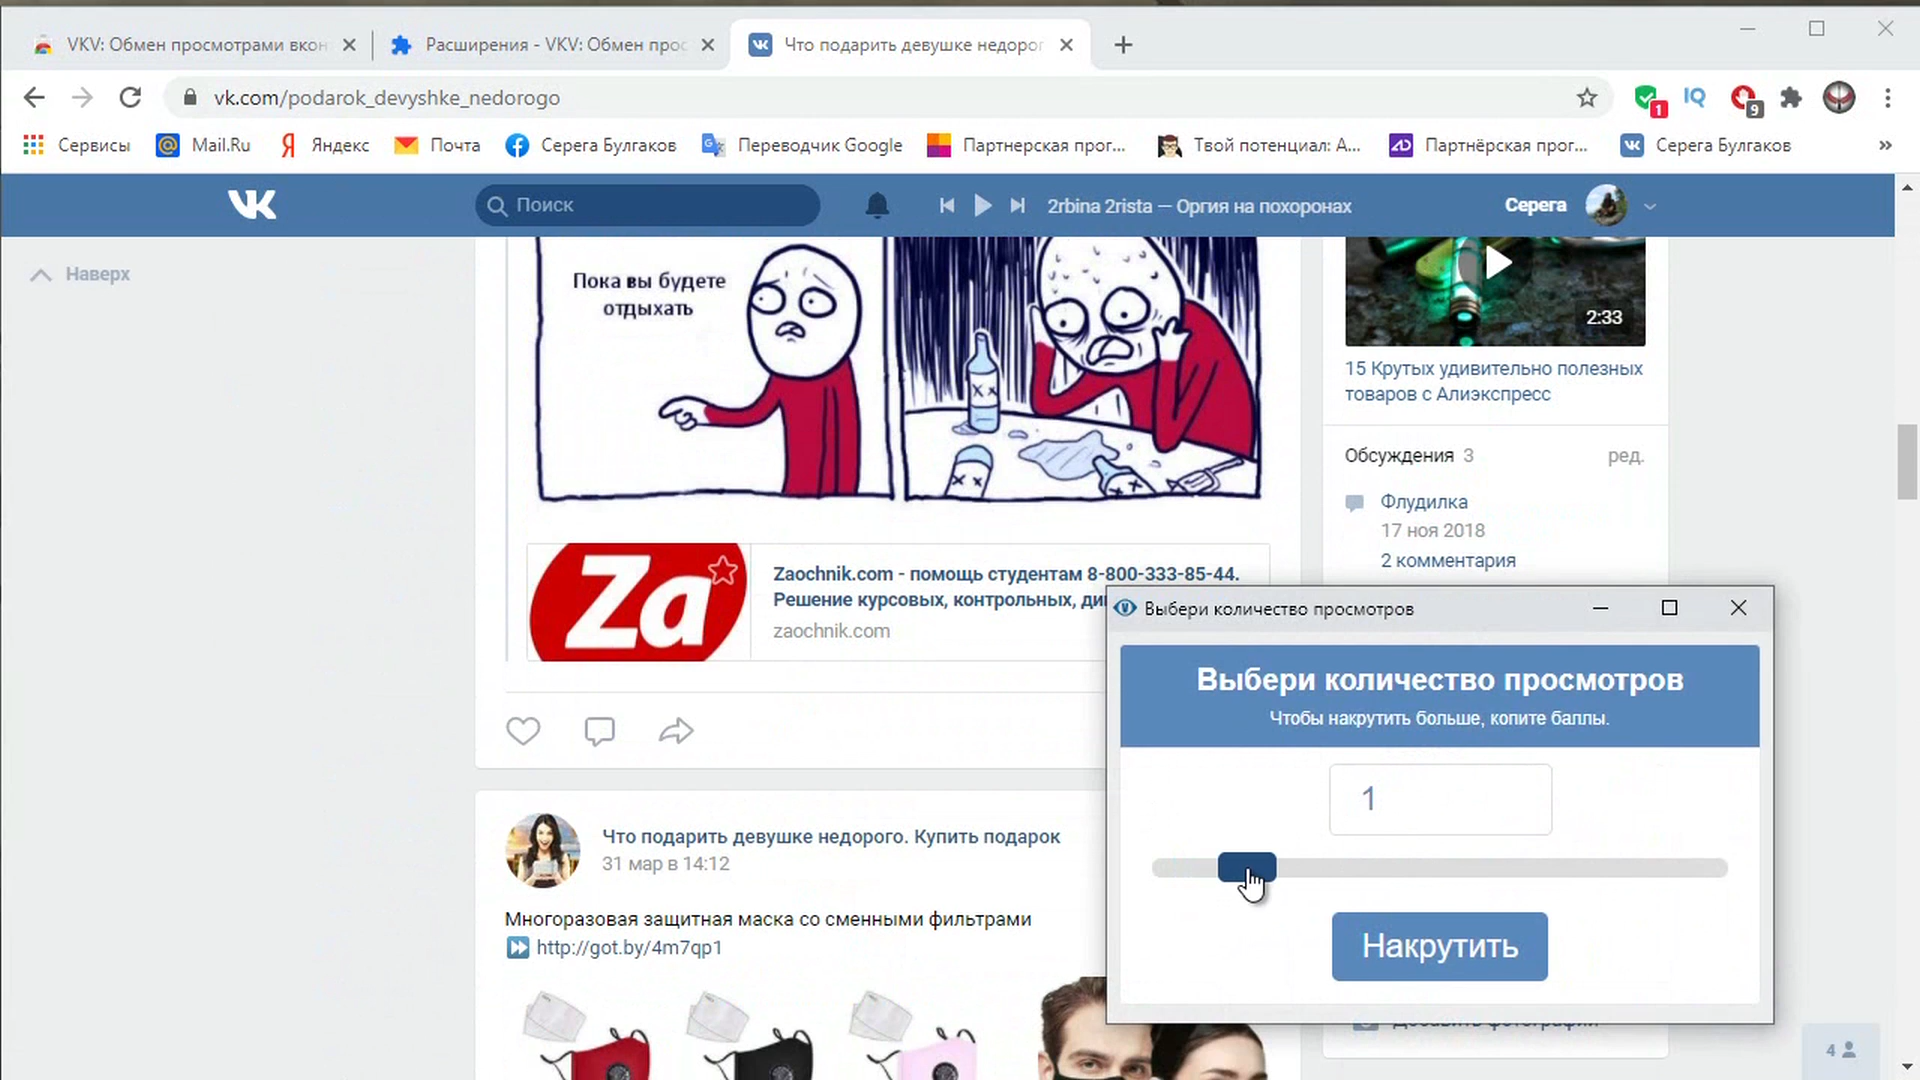 VKV: Обмен просмотрами вкон
Расширения - VKV: Обмен прос
Что подарить девушке недорог
vk.com/podarok_devyshke_nedorogo
1
IQ
9
Сервисы
Mail.Ru
Яндекс
Почта
Серега Булгаков
Переводчик Google
Партнерская прог...
Твой потенциал: А...
Партнёрская прог...
Серега Булгаков
Поиск
2rbina 2rista — Оргия на похоронах
Серега
Наверх
Пока вы будете
отдыхать
2:33
15 Крутых удивительно полезных
товаров с Алиэкспресс
Обсуждения 3
ред.
Флудилка
17 ноя 2018
2 комментария
Za
Zaochnik.com - помощь студентам 8-800-333-85-44.
Решение курсовых, контрольных,
zaochnik.com
Выбери количество просмотров
Выбери количество просмотров
Чтобы накрутить больше, копите баллы.
1
Накрутить
Что подарить девушке недорого. Купить подарок
31 мар в 14:12
Многоразовая защитная маска со сменными фильтрами
http://got.by/4m7qp1
4